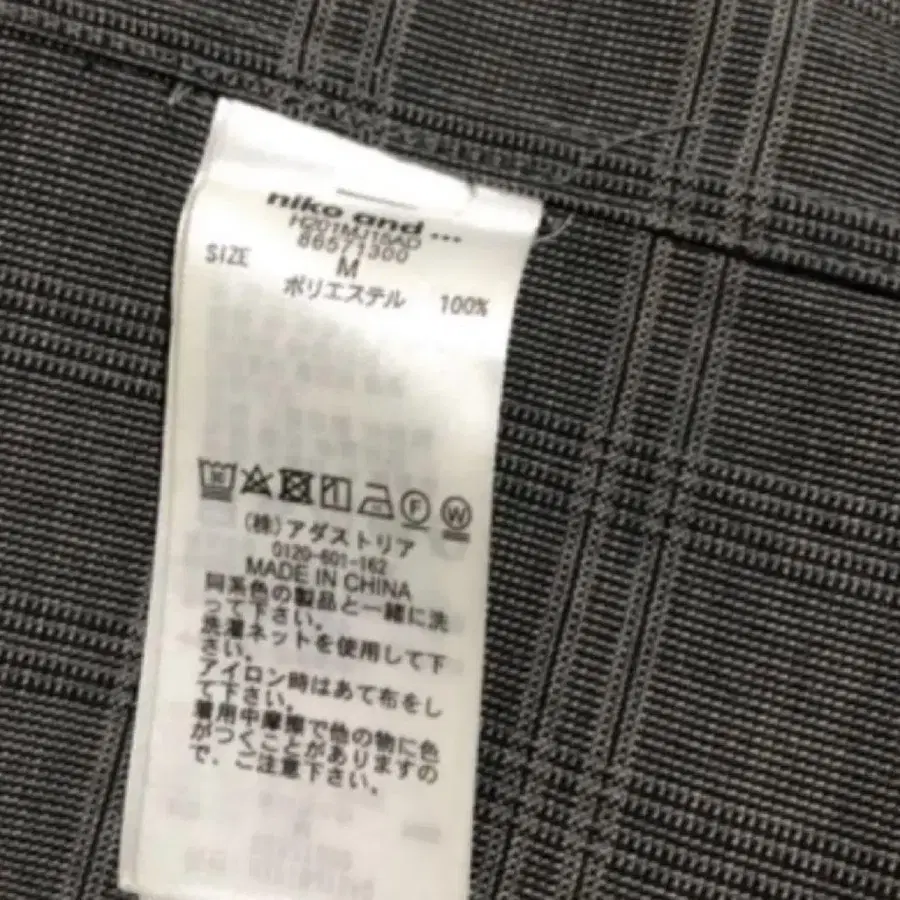 niko and ...
86571300
SIZE M
ポリエステル 100%
F W
(株)アダストリア
0120-601-162
MADE IN CHINA
同系色の製品と一緒に洗
って下さい。
洗濯ネットを使用して下
さい。
アイロン時はあて布をし
て下さい。
着用中摩擦で他の物に色
がつくことがありますの
で、ご注意下さい。